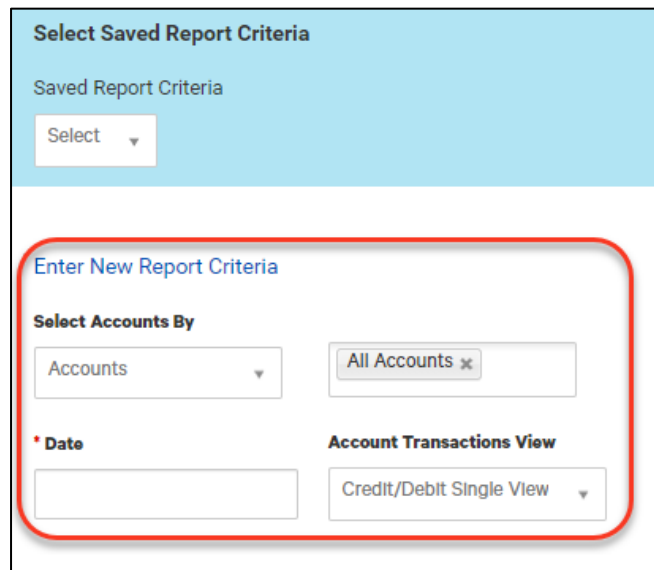 Select Saved Report Criteria
Saved Report Criteria
Select
Enter New Report Criteria
Select Accounts By
Accounts
All Accounts ×
* Date
Account Transactions View
Credit/Debit Single View